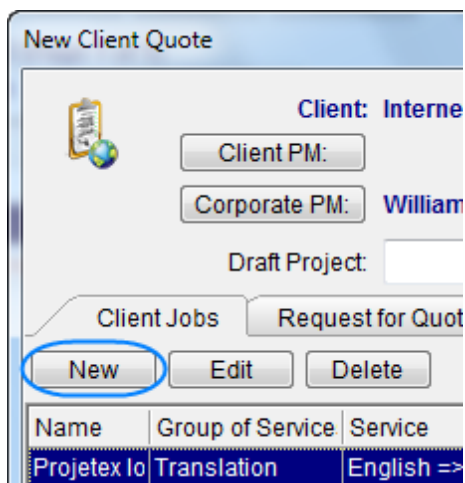 New Client Quote
Client: Interne
Client PM:
Corporate PM: William
Draft Project:
Client Jobs Request for Quot
New Edit Delete
Name Group of Service Service
Projetex lo Translation English =>